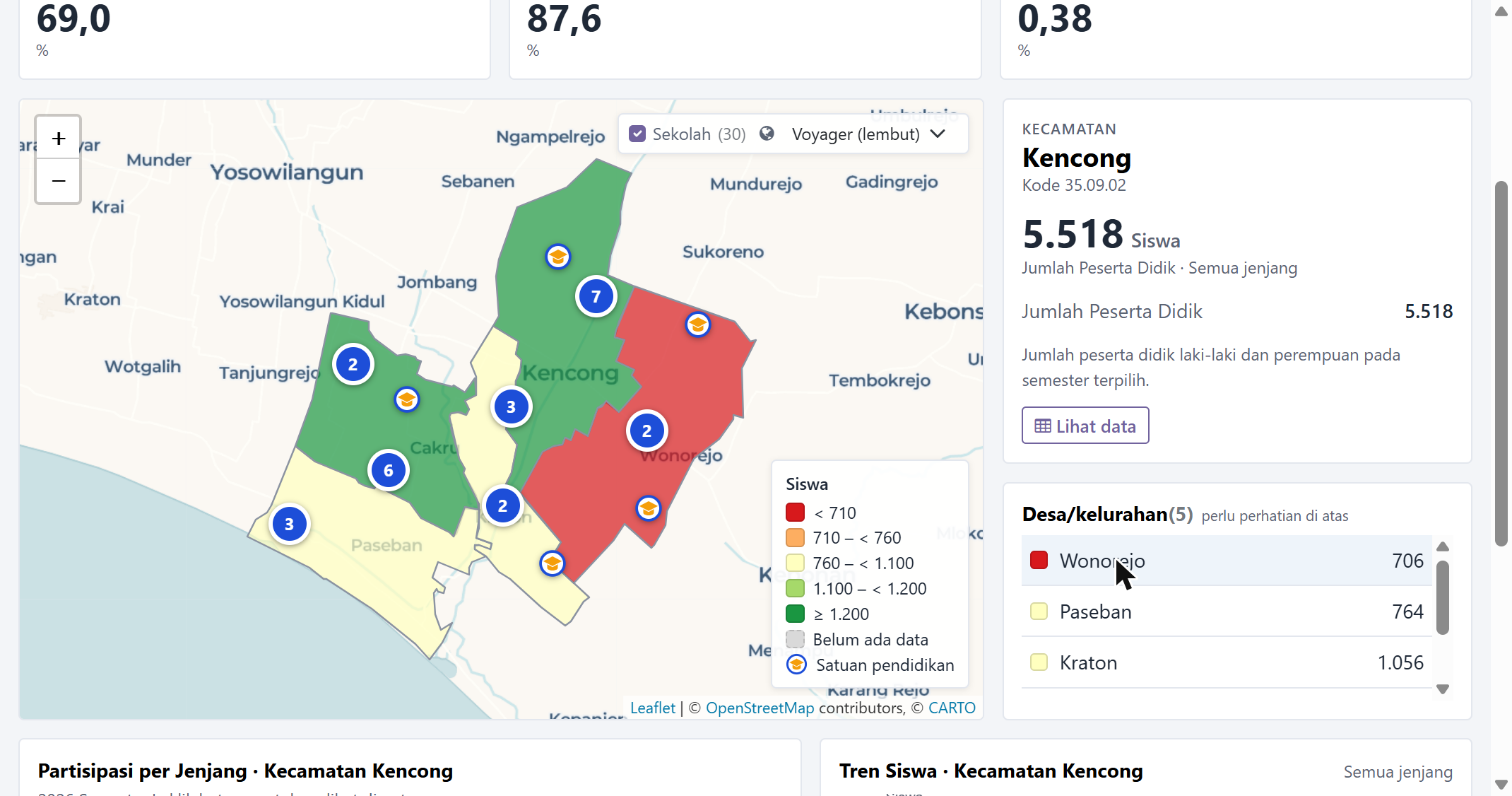 69,0
%
87,6
%
0,38
%
+
−
Sekolah (30) Voyager (lembut)
Ngampelrejo
Munder
Yosowilangun
Sebanen
Mundurejo
Gadingrejo
Krai
Sukoreno
ngan
Kraton
Jombang
Yosowilangun Kidul
Kebons
7
Wotgalih
Tanjungrejo
2
Kencong
Tembokrejo
3
2
Cakru
Wonorejo
6
2
3
Paseban
Siswa
< 710
710 – < 760
760 – < 1.100
1.100 – < 1.200
≥ 1.200
Belum ada data
Satuan pendidikan
Karang Rejo
Leaflet | © OpenStreetMap contributors, © CARTO
KECAMATAN
Kencong
Kode 35.09.02
5.518 Siswa
Jumlah Peserta Didik · Semua jenjang
Jumlah Peserta Didik 5.518
Jumlah peserta didik laki-laki dan perempuan pada
semester terpilih.
Lihat data
Desa/kelurahan(5) perlu perhatian di atas
Wonorejo 706
Paseban 764
Kraton 1.056
Partisipasi per Jenjang · Kecamatan Kencong
Tren Siswa · Kecamatan Kencong Semua jenjang